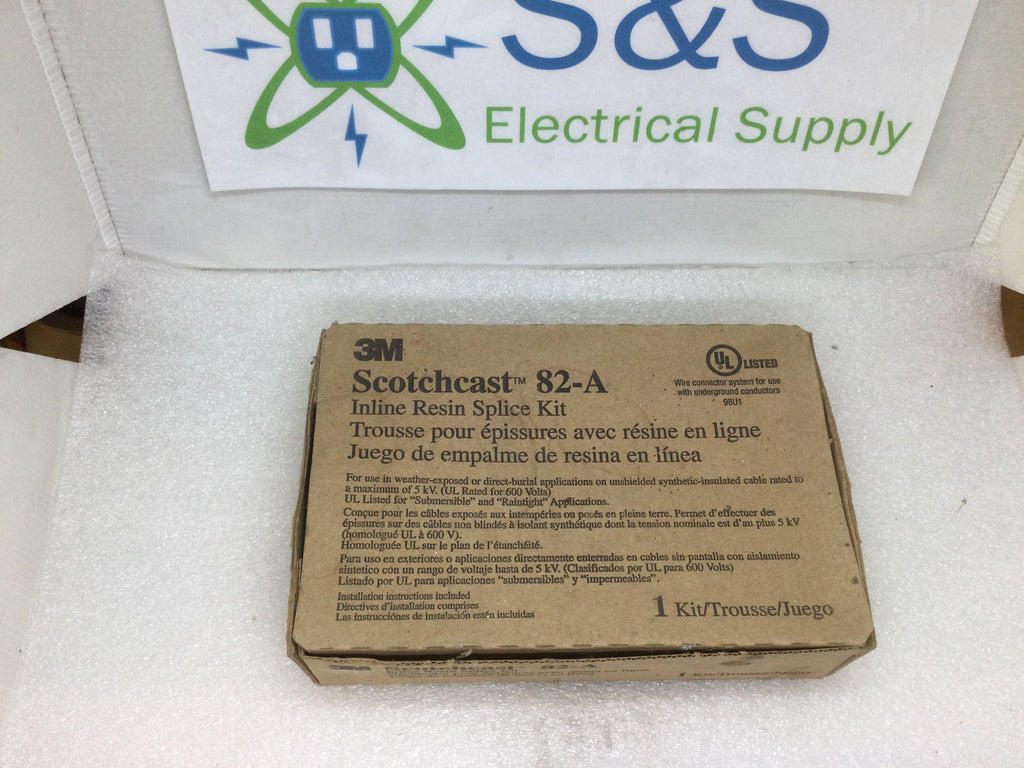 S&S
Electrical Supply
3M
Scotchcast™ 82-A
Inline Resin Splice Kit
Trousse pour épissures avec résine en ligne
Juego de empalme de resina en línea
UL LISTED
Wire connector system for use
with underground conductors
98U1
For use in weather-exposed or direct-burial applications on unshielded synthetic-insulated cable rated to
a maximum of 5 kV. (UL Rated for 600 Volts)
UL Listed for “Submersible” and “Raintight” Applications.
Conçue pour les câbles exposés aux intempéries ou posés en pleine terre. Permet d’effectuer des
épissures sur des câbles non blindés à isolant synthétique dont la tension nominale est d’au plus 5 kV
(homologué UL à 600 V).
Homologuée UL sur le plan de l’étanchéité.
Para uso en exteriores o aplicaciones directamente enterradas en cables sin pantalla con aislamiento
sintetico con un rango de voltaje hasta de 5 kV. (Clasificados por UL para 600 Volts)
Listado por UL para aplicaciones “submersibles” y “impermeables”.
Installation instructions included
Directives d’installation comprises
Las instrucciónes de instalación están incluidas
1 Kit/Trousse/Juego
3M Scotchcast 82-A
1 Kit/Trousse/Juego